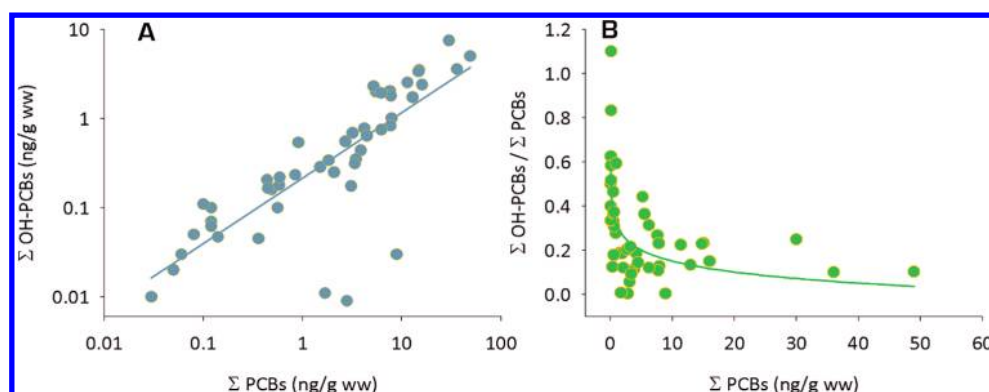 A
Σ OH-PCBs (ng/g ww)
10
1
0.1
0.01
0.01 0.1 1 10 100
Σ PCBs (ng/g ww)
B
Σ OH-PCBs / Σ PCBs
1.2
1.0
0.8
0.6
0.4
0.2
0.0
0 10 20 30 40 50 60
Σ PCBs (ng/g ww)